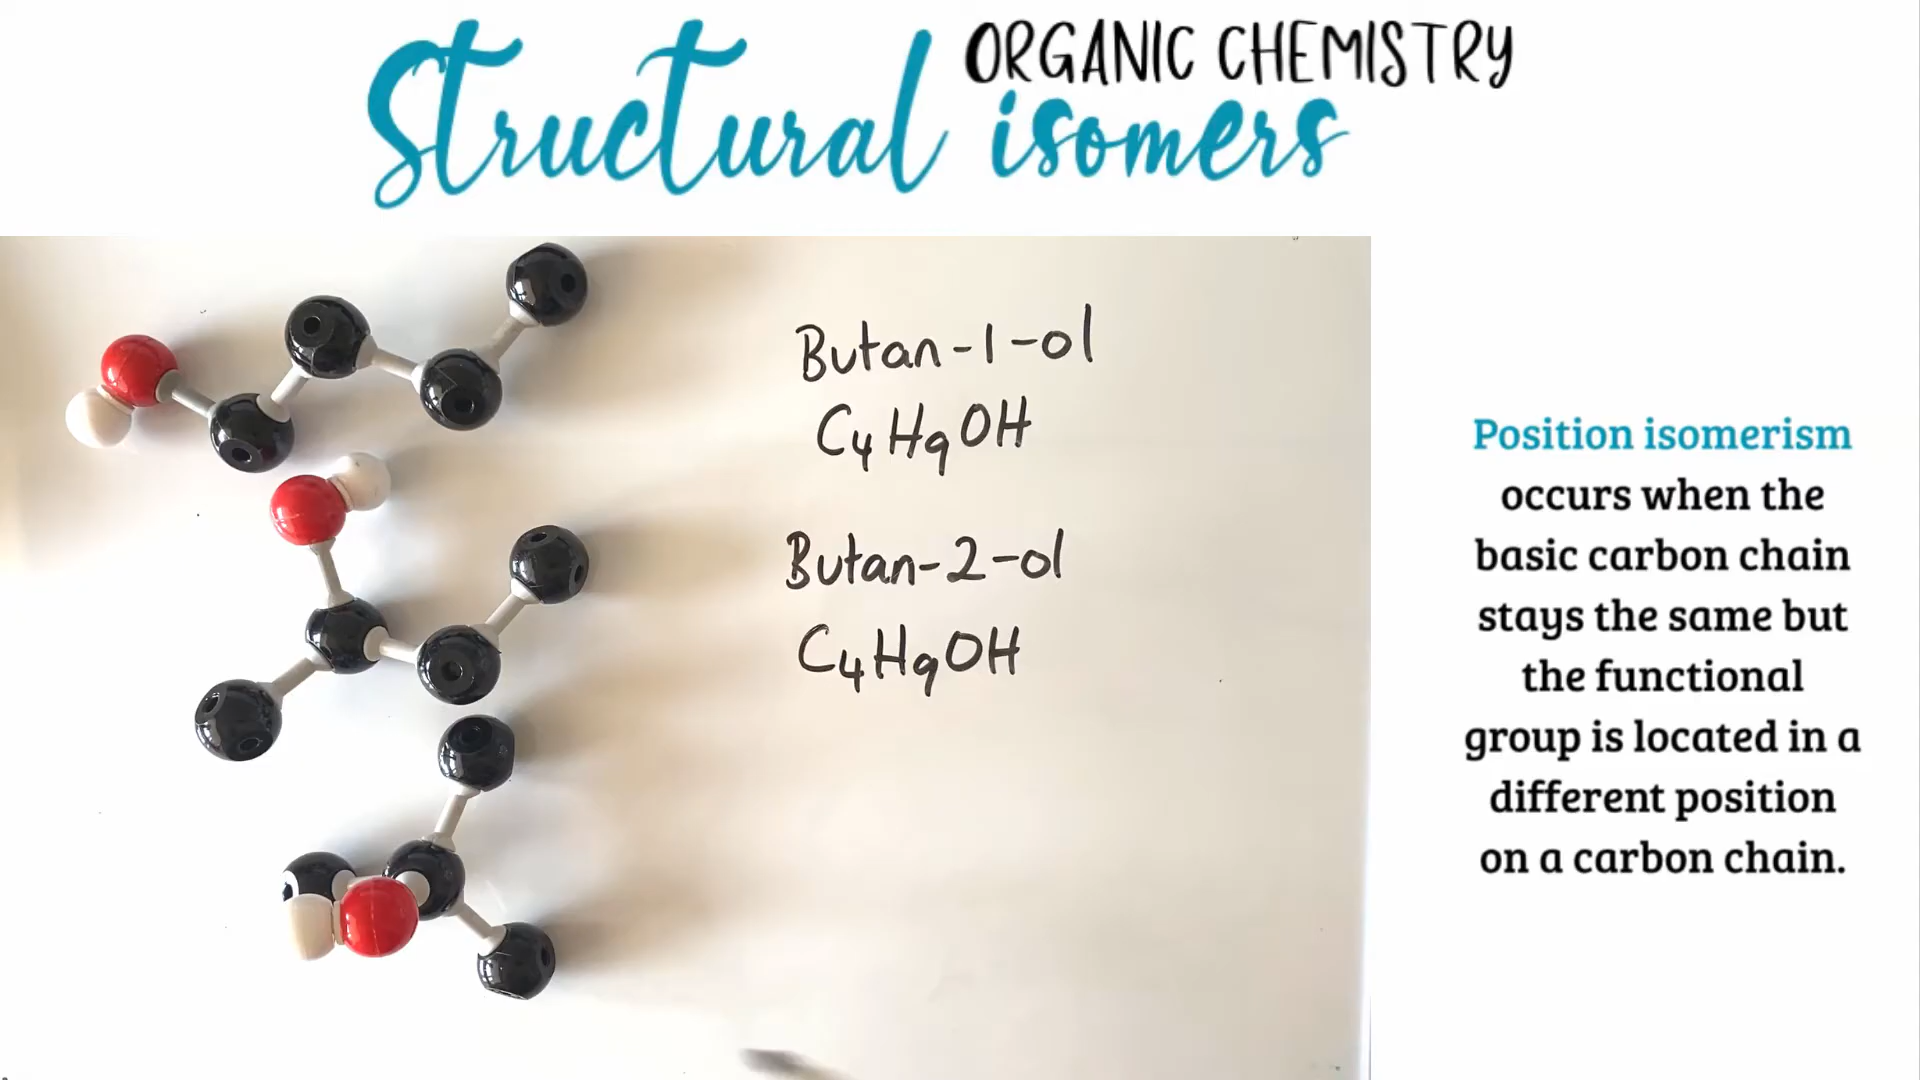 ORGANIC CHEMISTRY
Structural isomers
Butan-1-ol
C₄H₉OH
Butan-2-ol
C₄H₉OH
Position isomerism
occurs when the
basic carbon chain
stays the same but
the functional
group is located in a
different position
on a carbon chain.